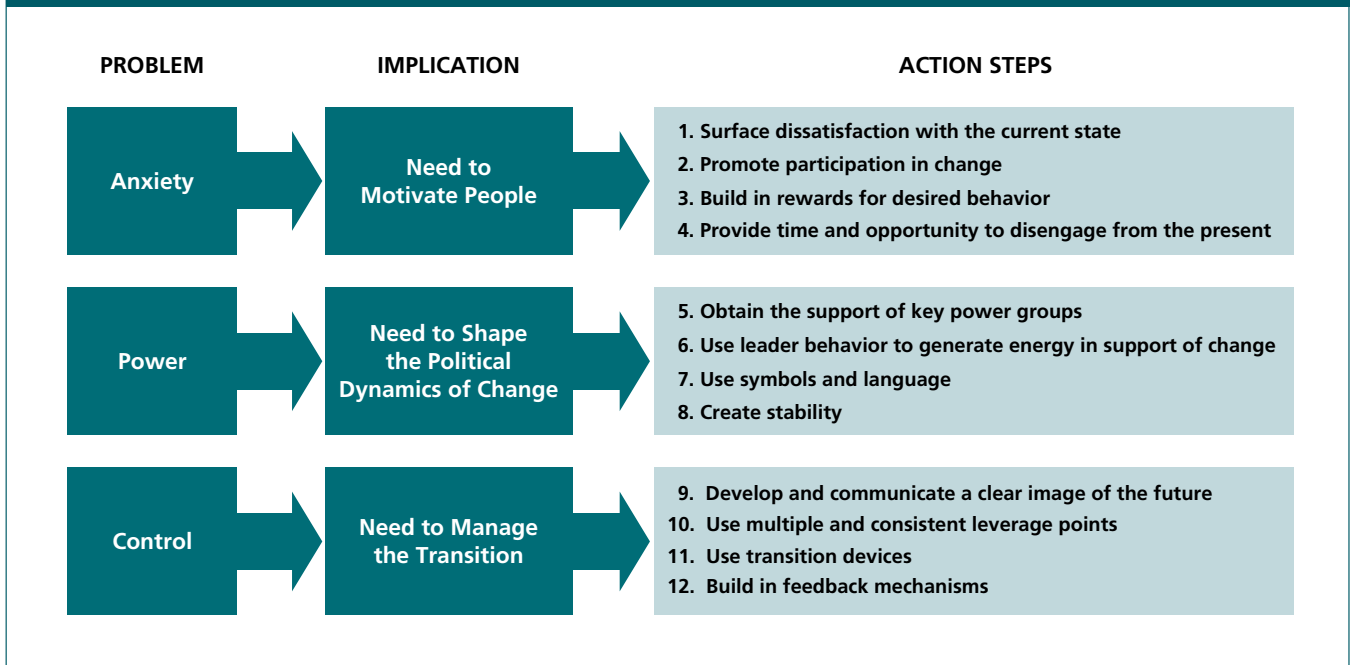 PROBLEM
IMPLICATION
ACTION STEPS
Anxiety
Need to
Motivate People
1. Surface dissatisfaction with the current state
2. Promote participation in change
3. Build in rewards for desired behavior
4. Provide time and opportunity to disengage from the present
Power
Need to Shape
the Political
Dynamics of Change
5. Obtain the support of key power groups
6. Use leader behavior to generate energy in support of change
7. Use symbols and language
8. Create stability
Control
Need to Manage
the Transition
9. Develop and communicate a clear image of the future
10. Use multiple and consistent leverage points
11. Use transition devices
12. Build in feedback mechanisms